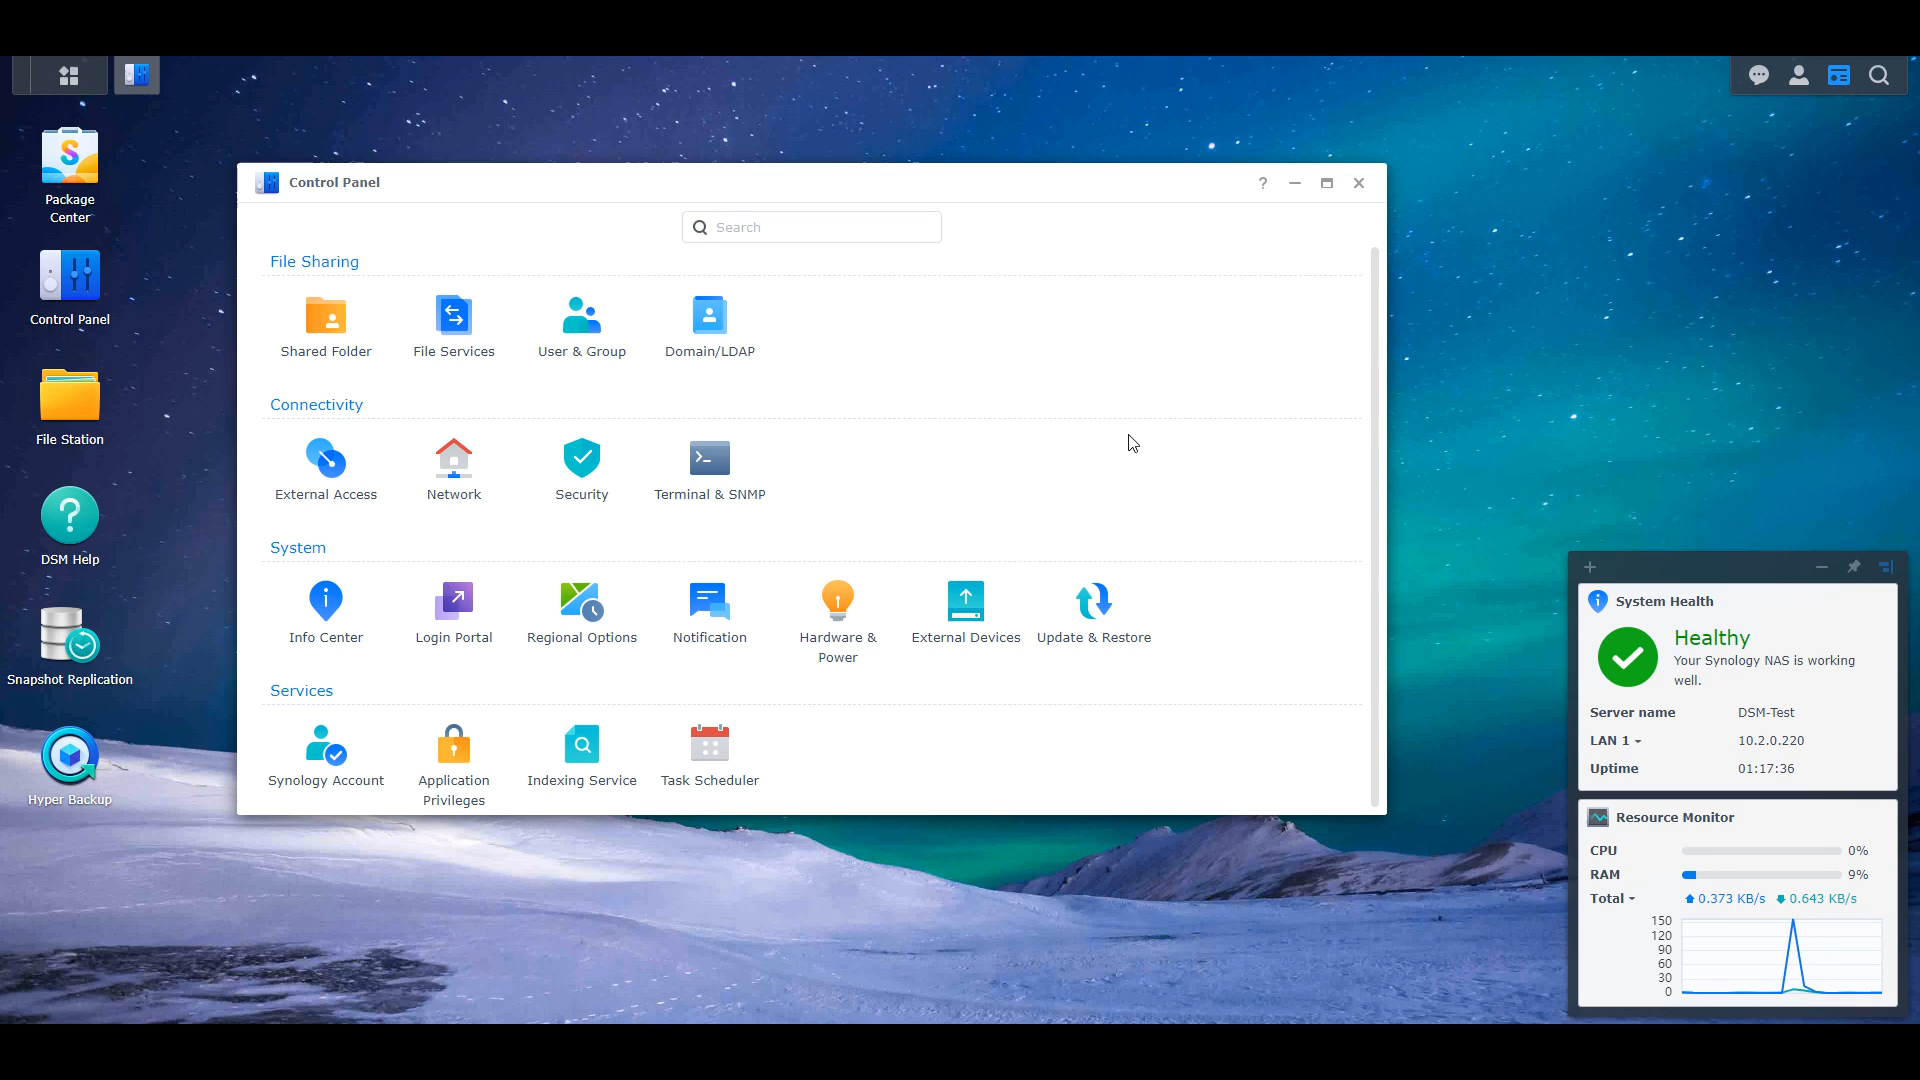 Package
Center
Control Panel
File Station
DSM Help
Snapshot Replication
Hyper Backup
Control Panel
?
Search
File Sharing
Shared Folder
File Services
User & Group
Domain/LDAP
Connectivity
External Access
Network
Security
Terminal & SNMP
System
Info Center
Login Portal
Regional Options
Notification
Hardware &
Power
External Devices
Update & Restore
Services
Synology Account
Application
Privileges
Indexing Service
Task Scheduler
System Health
Healthy
Your Synology NAS is working
well.
Server name DSM-Test
LAN 1 10.2.0.220
Uptime 01:17:36
Resource Monitor
CPU 0%
RAM 9%
Total 0.373 KB/s 0.643 KB/s
150
120
90
60
30
0